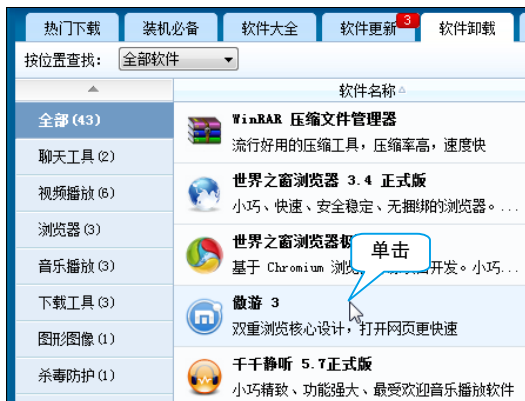 热门下载 装机必备 软件大全 软件更新 3 软件卸载
按位置查找: 全部软件
软件名称
全部(43)
聊天工具(2)
视频播放(6)
浏览器(3)
音乐播放(3)
下载工具(3)
图形图像(1)
杀毒防护(1)
WinRAR 压缩文件管理器
流行好用的压缩工具,压缩率高,速度快
世界之窗浏览器 3.4 正式版
小巧、快速、安全稳定、无捆绑的浏览器。...
世界之窗浏览器极
基于 Chromium 浏览 开发。小巧...
单击
傲游 3
双重浏览核心设计,打开网页更快速
千千静听 5.7正式版
小巧精致、功能强大、最受欢迎音乐播放软件